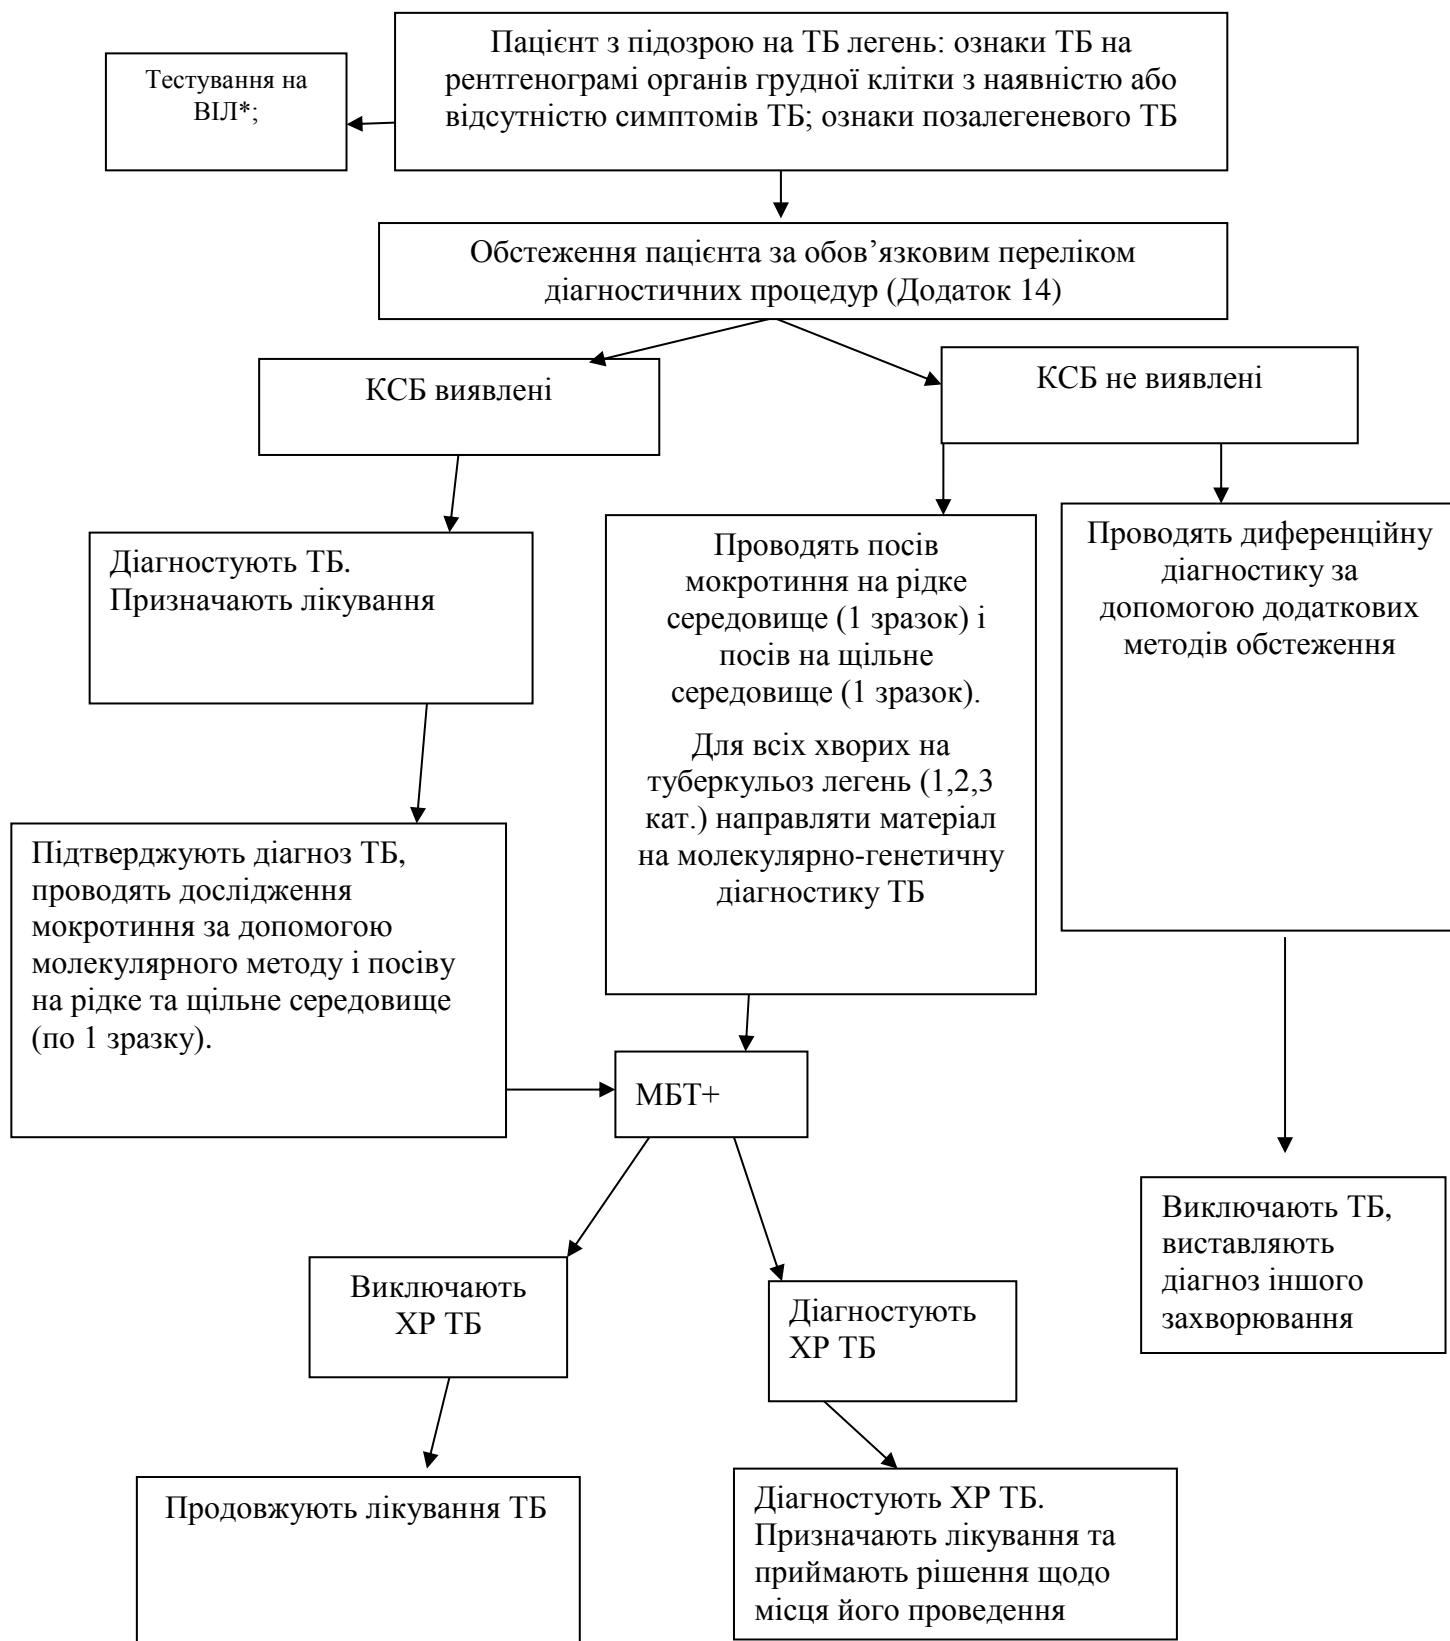 Пацієнт з підозрою на ТБ легень: ознаки ТБ на
рентгенограмі органів грудної клітки з наявністю або
відсутністю симптомів ТБ; ознаки позалегеневого ТБ
Тестування на
ВІЛ*;
Обстеження пацієнта за обов’язковим переліком
діагностичних процедур (Додаток 14)
КСБ виявлені
КСБ не виявлені
Діагностують ТБ.
Призначають лікування
Проводять посів
мокротиння на рідке
середовище (1 зразок) і
посів на щільне
середовище (1 зразок).
Для всіх хворих на
туберкульоз легень (1,2,3
кат.) направляти матеріал
на молекулярно-генетичну
діагностику ТБ
Проводять диференційну
діагностику за
допомогою додаткових
методів обстеження
Підтверджують діагноз ТБ,
проводять дослідження
мокротиння за допомогою
молекулярного методу і посіву
на рідке та щільне середовище
(по 1 зразку).
МБТ+
Виключають ТБ,
виставляють
діагноз іншого
захворювання
Виключають
ХР ТБ
Діагностують
ХР ТБ
Продовжують лікування ТБ
Діагностують ХР ТБ.
Призначають лікування та
приймають рішення щодо
місця його проведення